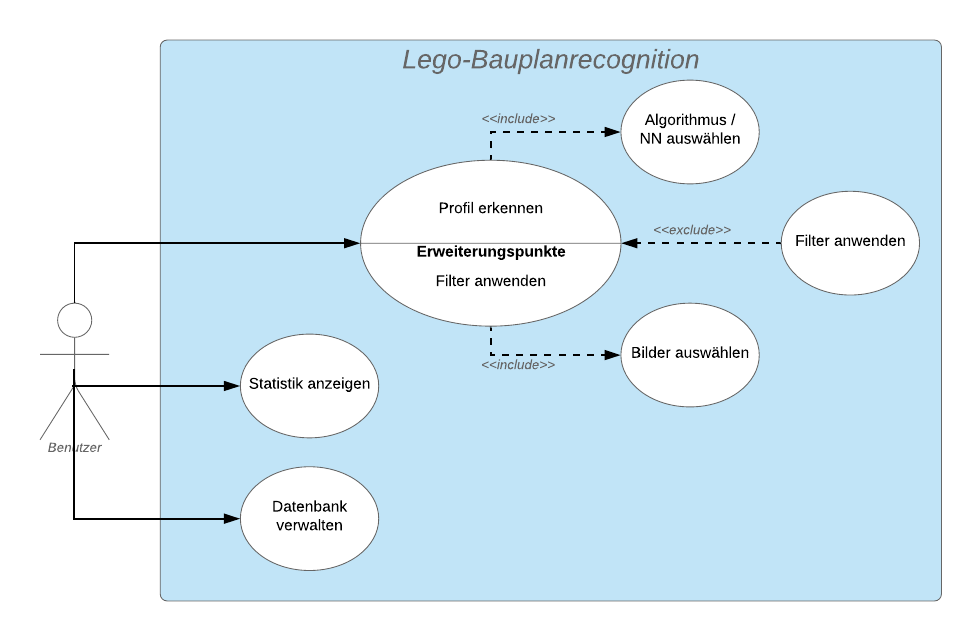 Lego-Bauplanrecognition
<<include>>
Algorithmus /
NN auswählen
Profil erkennen
<<exclude>>
Filter anwenden
Erweiterungspunkte
Filter anwenden
Bilder auswählen
<<include>>
Statistik anzeigen
Benutzer
Datenbank
verwalten